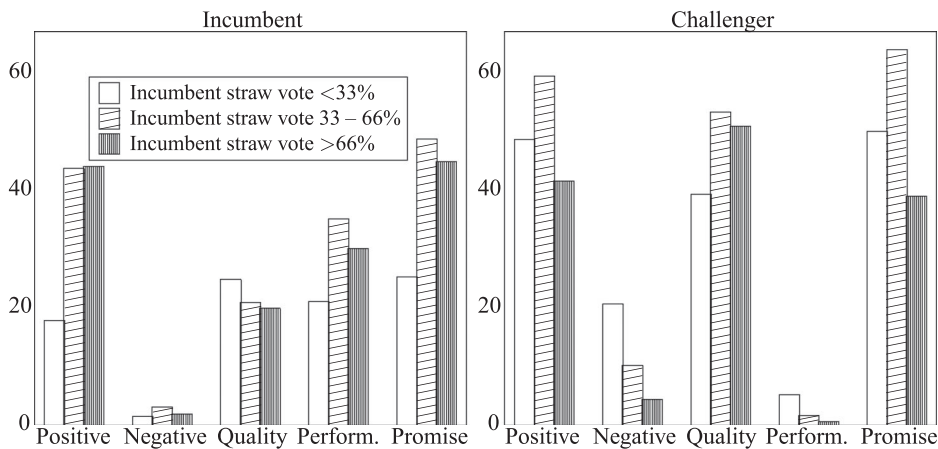 Incumbent
Challenger
60
40
20
0
Incumbent straw vote <33%
Incumbent straw vote 33 – 66%
Incumbent straw vote >66%
Positive Negative Quality Perform. Promise
60
40
20
0
Positive Negative Quality Perform. Promise